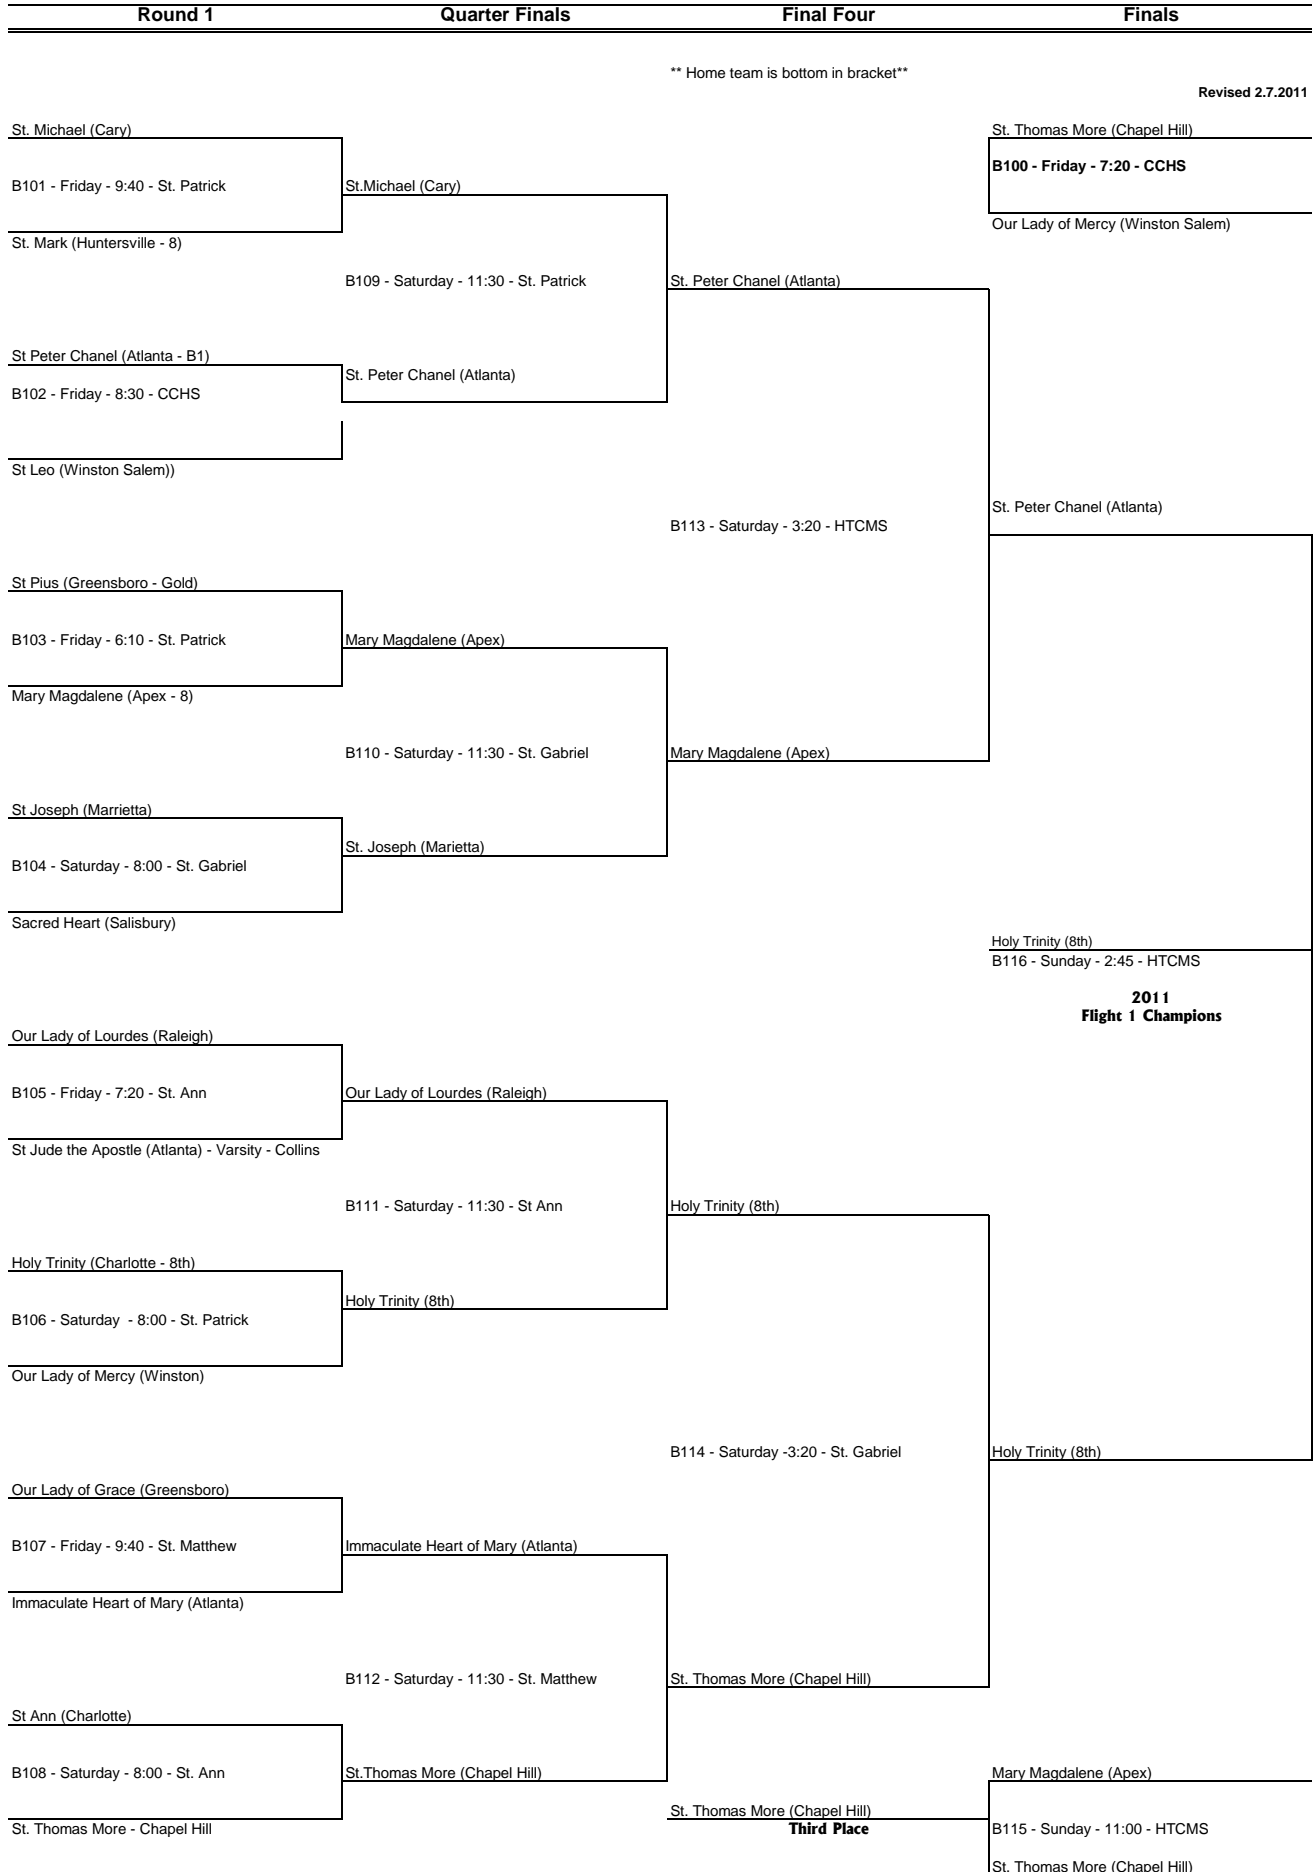 Round 1
Quarter Finals
Final Four
Finals
** Home team is bottom in bracket**
Revised 2.7.2011
St. Michael (Cary)
B101 - Friday - 9:40 - St. Patrick
St. Mark (Huntersville - 8)
St Peter Chanel (Atlanta - B1)
B102 - Friday - 8:30 - CCHS
St Leo (Winston Salem))
St Pius (Greensboro - Gold)
B103 - Friday - 6:10 - St. Patrick
Mary Magdalene (Apex - 8)
St Joseph (Marrietta)
B104 - Saturday - 8:00 - St. Gabriel
Sacred Heart (Salisbury)
Our Lady of Lourdes (Raleigh)
B105 - Friday - 7:20 - St. Ann
St Jude the Apostle (Atlanta) - Varsity - Collins
Holy Trinity (Charlotte - 8th)
B106 - Saturday  - 8:00 - St. Patrick
Our Lady of Mercy (Winston)
Our Lady of Grace (Greensboro)
B107 - Friday - 9:40 - St. Matthew
Immaculate Heart of Mary (Atlanta)
St Ann (Charlotte)
B108 - Saturday - 8:00 - St. Ann
St. Thomas More - Chapel Hill
St.Michael (Cary)
B109 - Saturday - 11:30 - St. Patrick
St. Peter Chanel (Atlanta)
Mary Magdalene (Apex)
B110 - Saturday - 11:30 - St. Gabriel
St. Joseph (Marietta)
Our Lady of Lourdes (Raleigh)
B111 - Saturday - 11:30 - St Ann
Holy Trinity (8th)
Immaculate Heart of Mary (Atlanta)
B112 - Saturday - 11:30 - St. Matthew
St.Thomas More (Chapel Hill)
St. Peter Chanel (Atlanta)
B113 - Saturday - 3:20 - HTCMS
Mary Magdalene (Apex)
Holy Trinity (8th)
B114 - Saturday -3:20 - St. Gabriel
St. Thomas More (Chapel Hill)
St. Thomas More (Chapel Hill)
Third Place
St. Thomas More (Chapel Hill)
B100 - Friday - 7:20 - CCHS
Our Lady of Mercy (Winston Salem)
St. Peter Chanel (Atlanta)
Holy Trinity (8th)
B116 - Sunday - 2:45 - HTCMS
2011
Flight 1 Champions
Holy Trinity (8th)
Mary Magdalene (Apex)
B115 - Sunday - 11:00 - HTCMS
St. Thomas More (Chapel Hill)